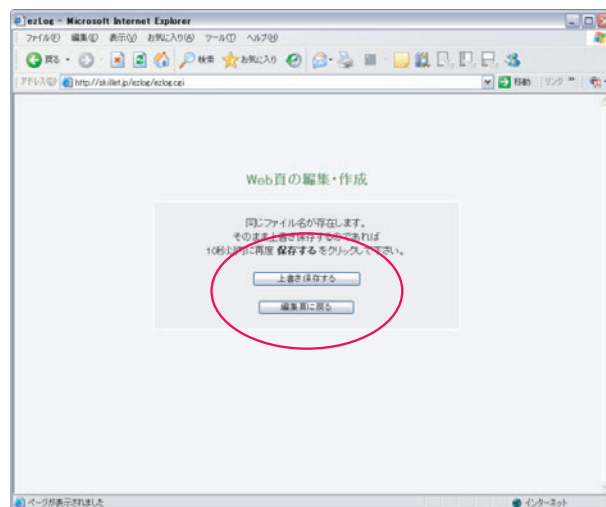 ezLog - Microsoft Internet Explorer
ファイル(F) 編集(E) 表示(V) お気に入り(A) ツール(T) ヘルプ(H)
戻る 検索 お気に入り
アドレス(D) http://skillet.jp/ezlog/ezlog.cgi 移動 リンク
Web頁の編集・作成
同じファイル名が存在します。
そのまま上書き保存するのであれば
10秒以内に再度 保存する をクリックして下さい。
上書き保存する
編集頁に戻る
ページが表示されました インターネット